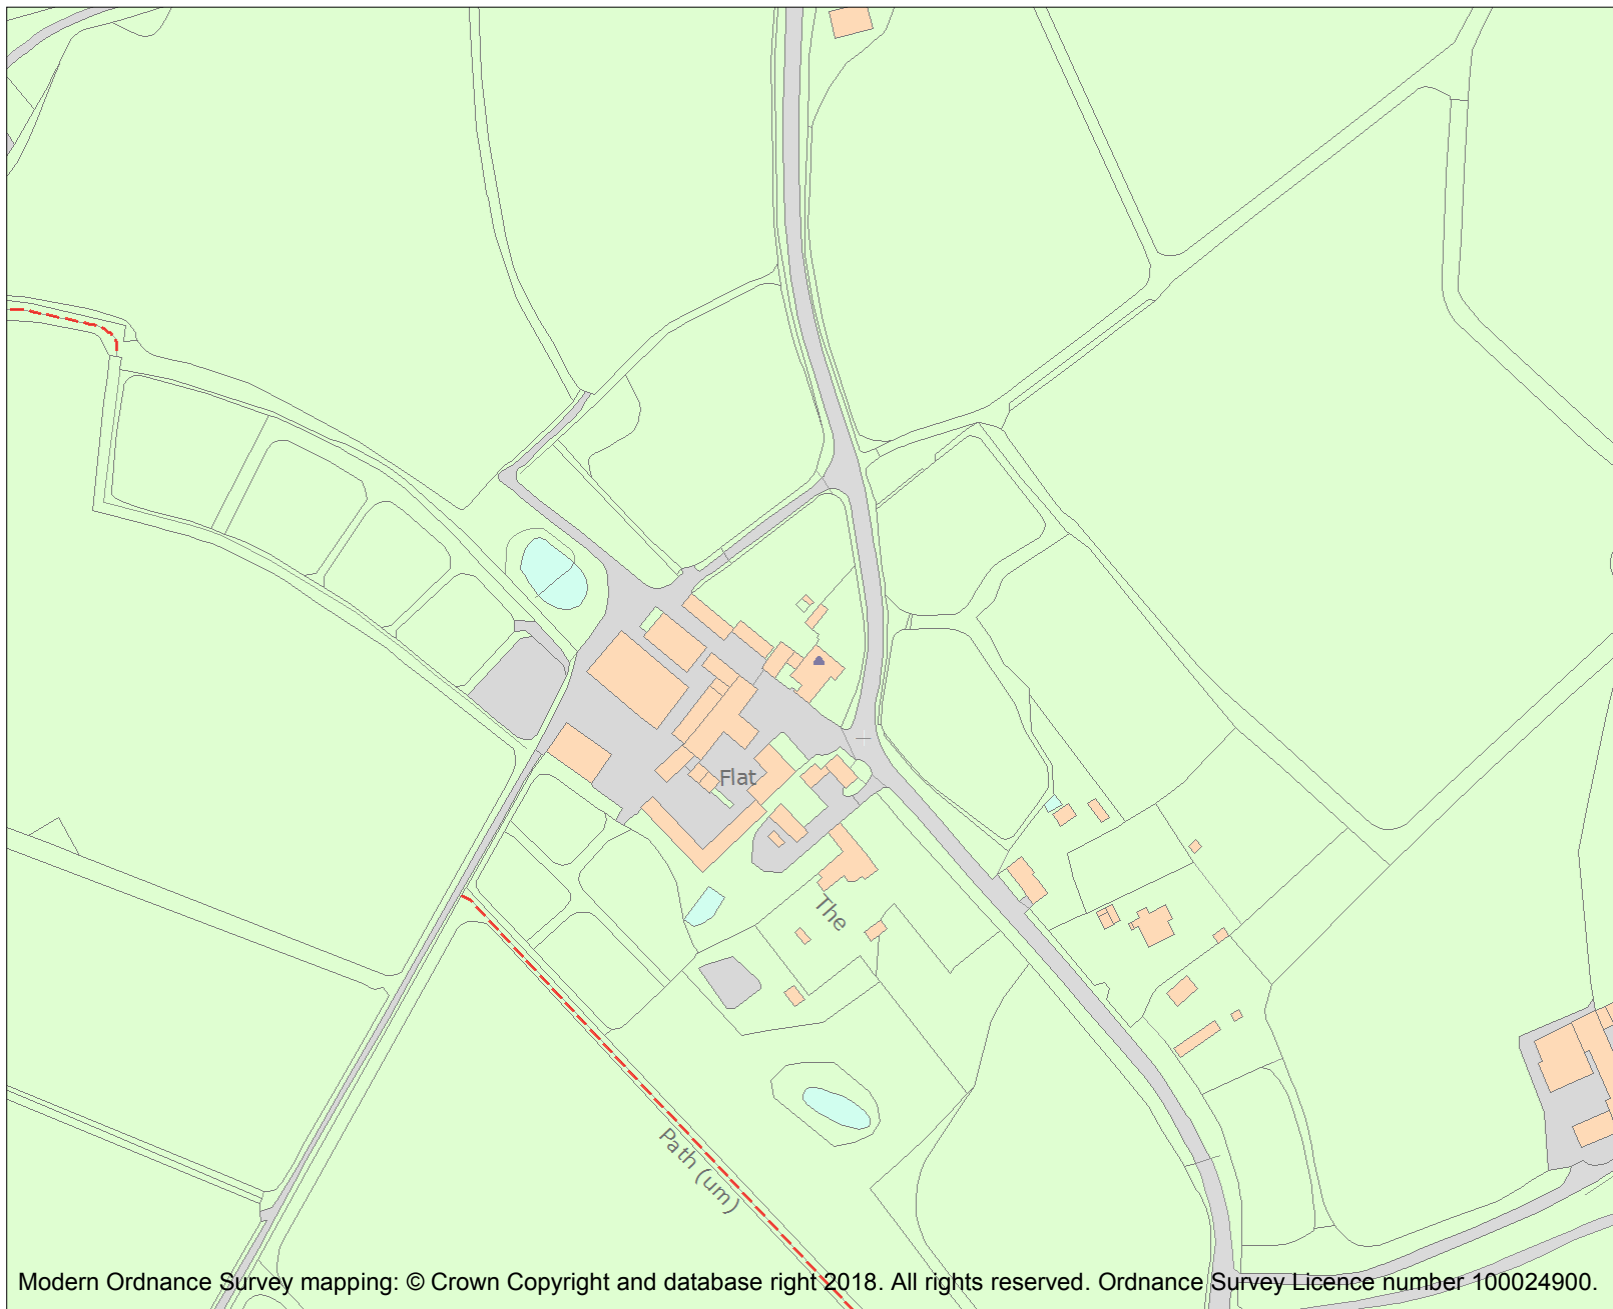 Flat
The
Path (um)
Modern Ordnance Survey mapping: © Crown Copyright and database right 2018. All rights reserved. Ordnance Survey Licence number 100024900.